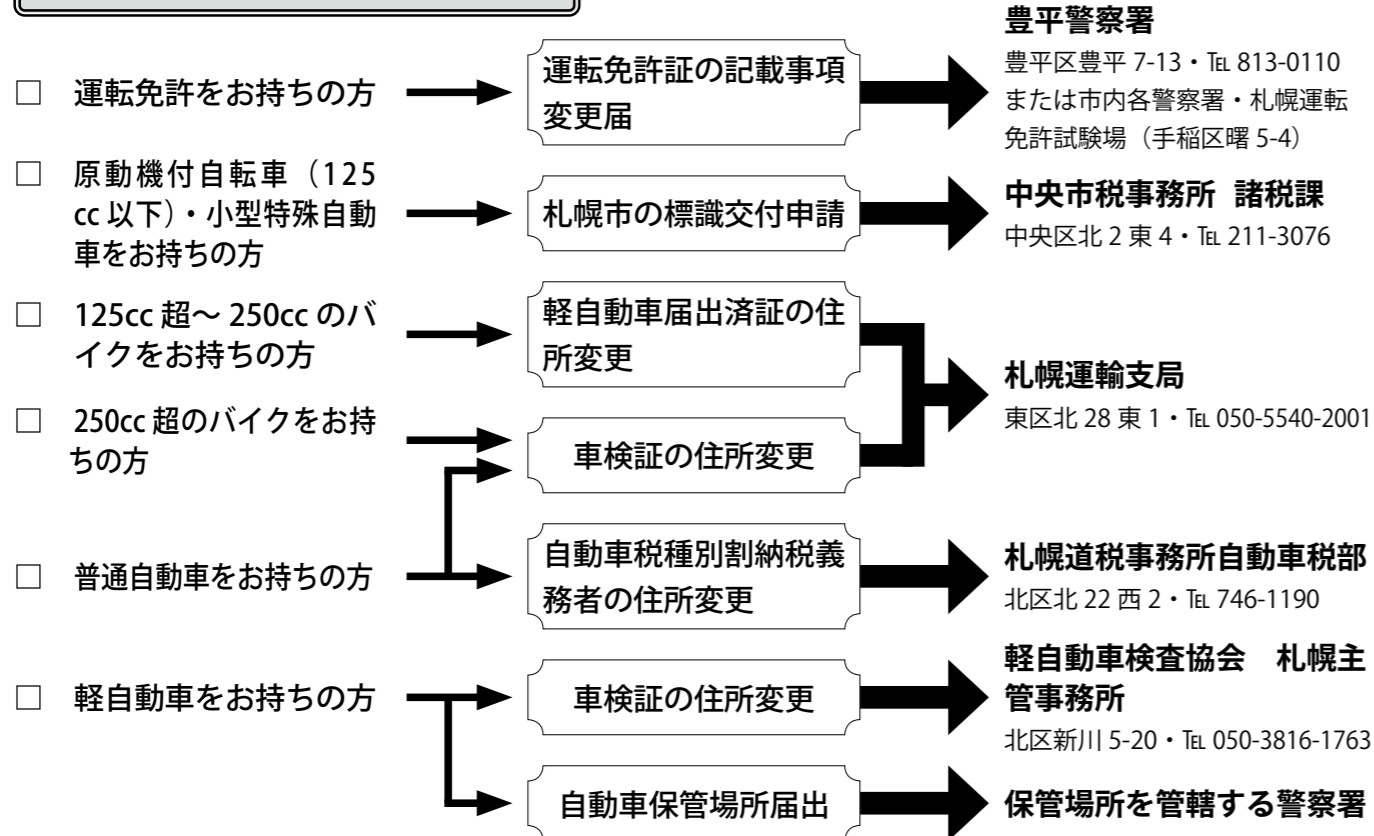 □ 運転免許をお持ちの方
運転免許証の記載事項
変更届
豊平警察署
豊平区豊平 7-13・℡ 813-0110
または市内各警察署・札幌運転
免許試験場（手稲区曙 5-4）
□ 原動機付自転車（125
cc 以下）・小型特殊自動
車をお持ちの方
札幌市の標識交付申請
中央市税事務所 諸税課
中央区北 2 東 4・℡ 211-3076
□ 125cc 超～ 250cc のバ
イクをお持ちの方
軽自動車届出済証の住
所変更
□ 250cc 超のバイクをお持
ちの方
車検証の住所変更
札幌運輸支局
東区北 28 東 1・℡ 050-5540-2001
□ 普通自動車をお持ちの方
自動車税種別割納税義
務者の住所変更
札幌道税事務所自動車税部
北区北 22 西 2・℡ 746-1190
□ 軽自動車をお持ちの方
車検証の住所変更
軽自動車検査協会　札幌主
管事務所
北区新川 5-20・℡ 050-3816-1763
自動車保管場所届出
保管場所を管轄する警察署